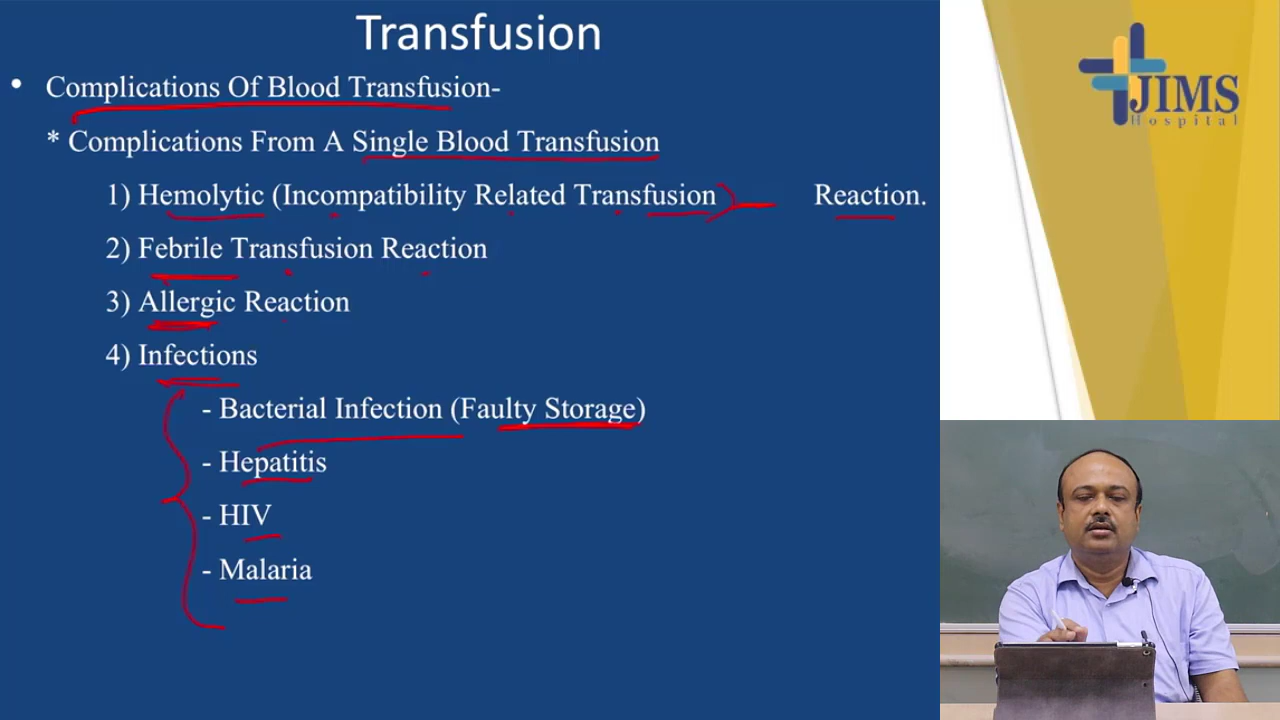 Transfusion
• Complications Of Blood Transfusion-
* Complications From A Single Blood Transfusion
1) Hemolytic (Incompatibility Related Transfusion Reaction.
2) Febrile Transfusion Reaction
3) Allergic Reaction
4) Infections
- Bacterial Infection (Faulty Storage)
- Hepatitis
- HIV
- Malaria
JIMS
Hospital